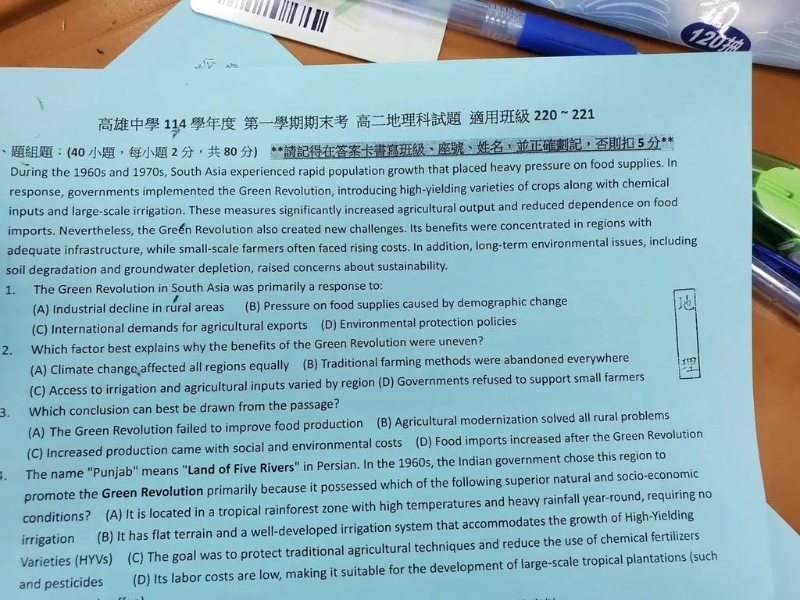 120抽
高雄中學 114 學年度 第一學期期末考 高二地理科試題 適用班級 220 ~ 221
、題組題：(40 小題，每小題 2 分，共 80 分) **請記得在答案卡書寫班級、座號、姓名，並正確劃記，否則扣 5 分**
During the 1960s and 1970s, South Asia experienced rapid population growth that placed heavy pressure on food supplies. In
response, governments implemented the Green Revolution, introducing high-yielding varieties of crops along with chemical
inputs and large-scale irrigation. These measures significantly increased agricultural output and reduced dependence on food
imports. Nevertheless, the Green Revolution also created new challenges. Its benefits were concentrated in regions with
adequate infrastructure, while small-scale farmers often faced rising costs. In addition, long-term environmental issues, including
soil degradation and groundwater depletion, raised concerns about sustainability.
1. The Green Revolution in South Asia was primarily a response to:
(A) Industrial decline in rural areas (B) Pressure on food supplies caused by demographic change
(C) International demands for agricultural exports (D) Environmental protection policies
2. Which factor best explains why the benefits of the Green Revolution were uneven?
(A) Climate change affected all regions equally (B) Traditional farming methods were abandoned everywhere
(C) Access to irrigation and agricultural inputs varied by region (D) Governments refused to support small farmers
3. Which conclusion can best be drawn from the passage?
(A) The Green Revolution failed to improve food production (B) Agricultural modernization solved all rural problems
(C) Increased production came with social and environmental costs (D) Food imports increased after the Green Revolution
4. The name "Punjab" means "Land of Five Rivers" in Persian. In the 1960s, the Indian government chose this region to
promote the Green Revolution primarily because it possessed which of the following superior natural and socio-economic
conditions? (A) It is located in a tropical rainforest zone with high temperatures and heavy rainfall year-round, requiring no
irrigation (B) It has flat terrain and a well-developed irrigation system that accommodates the growth of High-Yielding
Varieties (HYVs) (C) The goal was to protect traditional agricultural techniques and reduce the use of chemical fertilizers
and pesticides (D) Its labor costs are low, making it suitable for the development of large-scale tropical plantations (such
地理